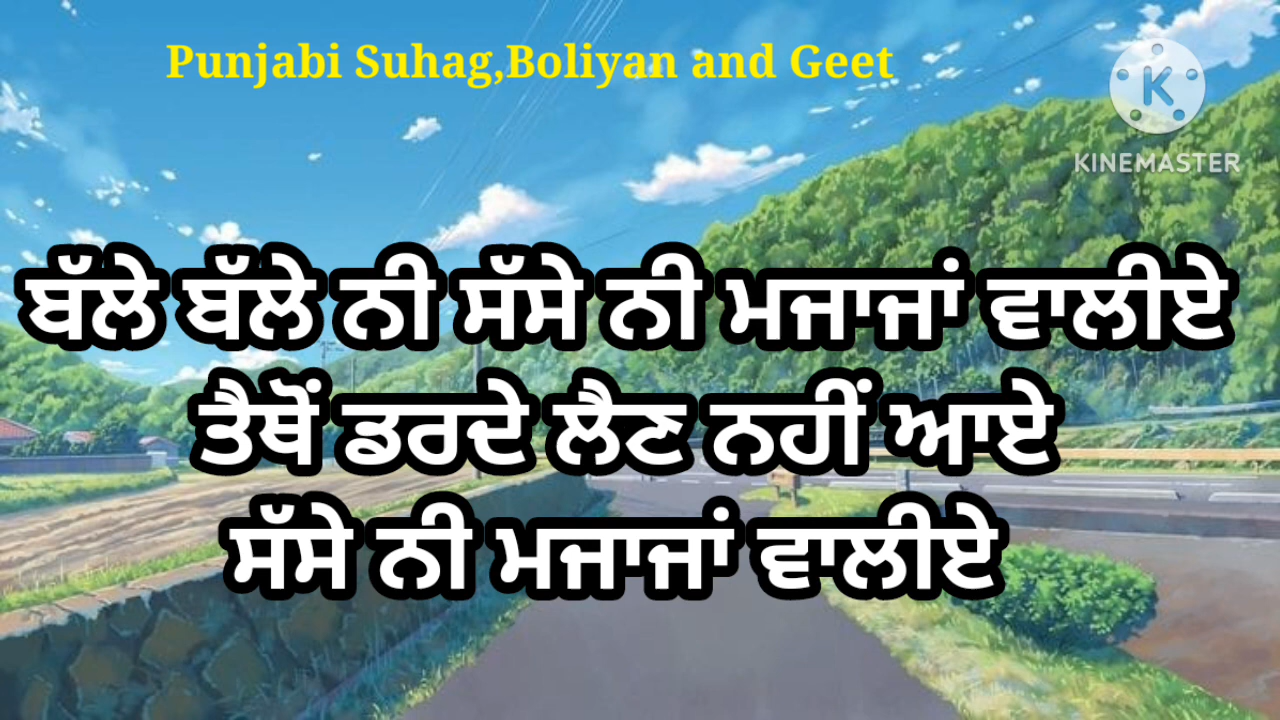 Punjabi Suhag,Boliyan and Geet
K
KINEMASTER
ਬੱਲੇ ਬੱਲੇ ਨੀ ਸੱਸੇ ਨੀ ਮਜਾਜਾਂ ਵਾਲੀਏ
ਤੈਥੋਂ ਡਰਦੇ ਲੈਣ ਨਹੀਂ ਆਏ
ਸੱਸੇ ਨੀ ਮਜਾਜਾਂ ਵਾਲੀਏ